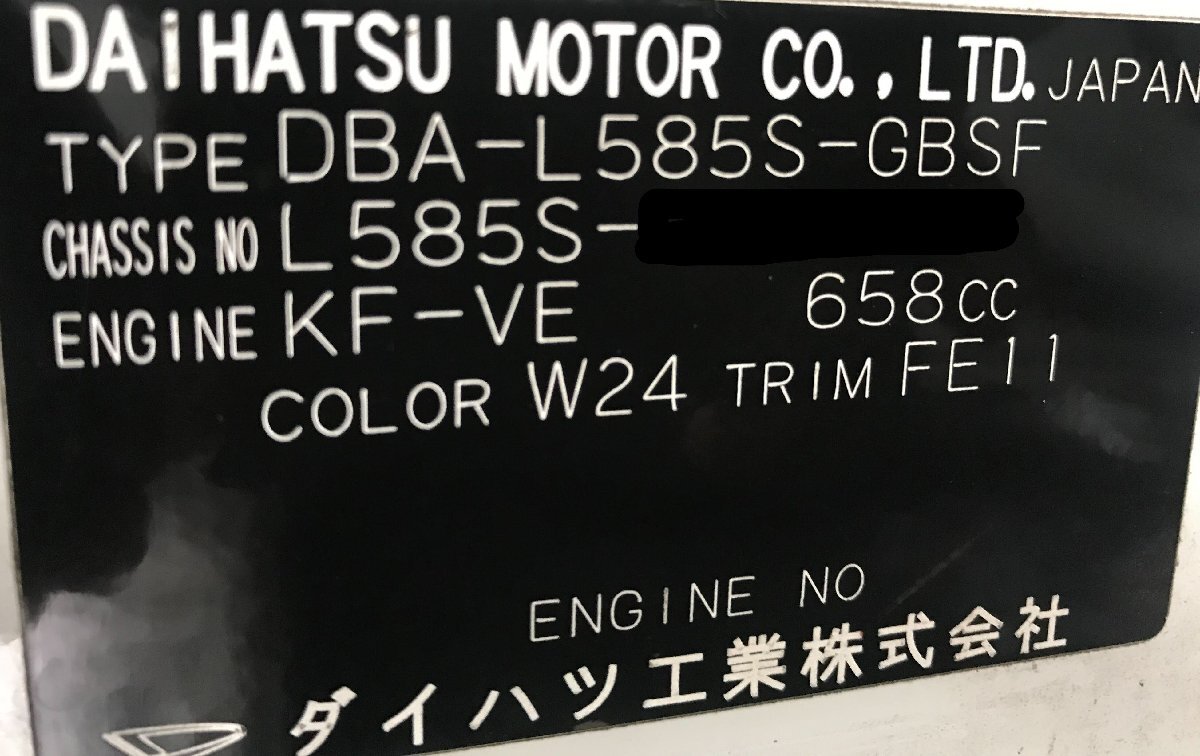 DAiHATSU MOTOR CO., LTD. JAPAN
TYPE DBA-L585S-GBSF
CHASSIS NO L585S-
ENGINE KF-VE 658CC
COLOR W24 TRIM FE11
ENGINE NO
ダイハツ工業株式会社